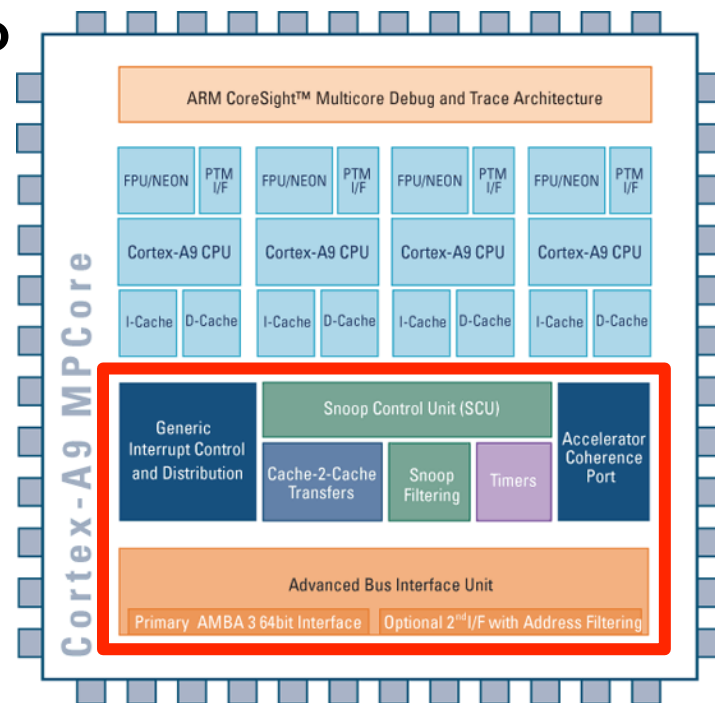 Cortex-A9 MPCore
ARM CoreSight™ Multicore Debug and Trace Architecture
FPU/NEON
PTM
I/F
FPU/NEON
PTM
I/F
FPU/NEON
PTM
I/F
FPU/NEON
PTM
I/F
Cortex-A9 CPU
Cortex-A9 CPU
Cortex-A9 CPU
Cortex-A9 CPU
I-Cache
D-Cache
I-Cache
D-Cache
I-Cache
D-Cache
I-Cache
D-Cache
Generic
Interrupt Control
and Distribution
Snoop Control Unit (SCU)
Cache-2-Cache
Transfers
Snoop
Filtering
Timers
Accelerator
Coherence
Port
Advanced Bus Interface Unit
Primary AMBA 3 64bit Interface
Optional 2nd I/F with Address Filtering